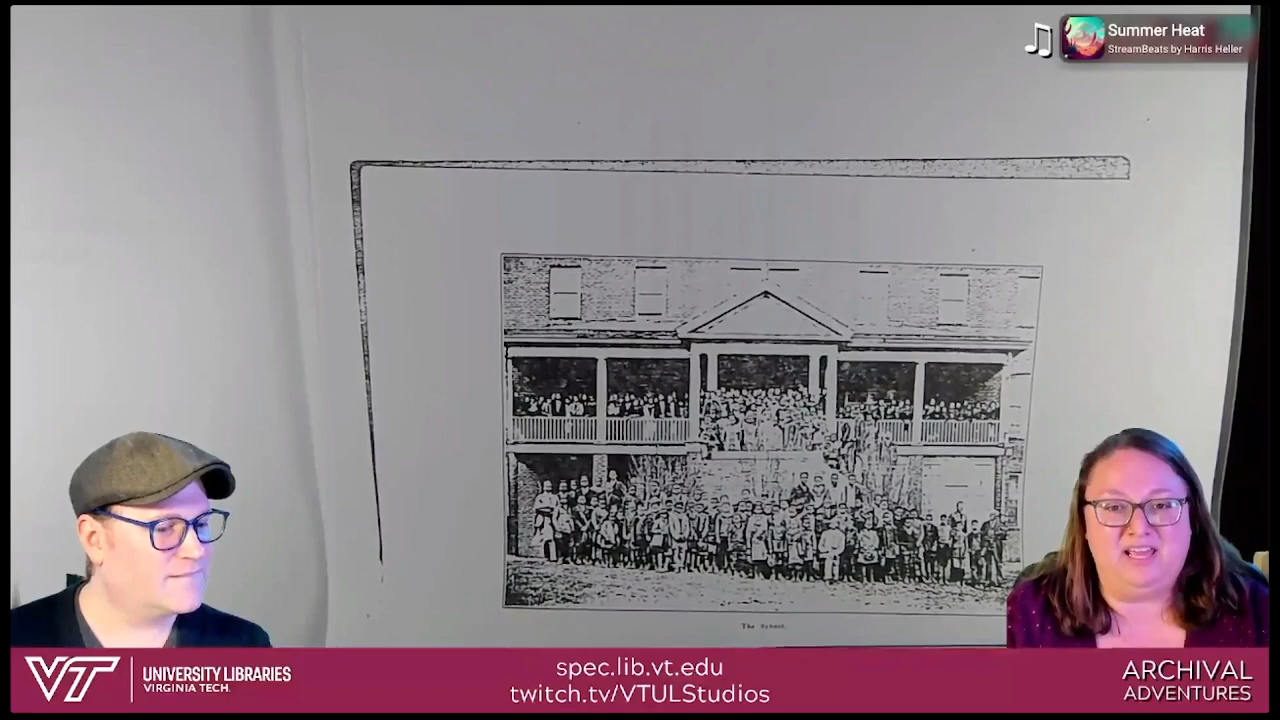 Summer Heat
StreamBeats by Harris Heller
The School.
VT
UNIVERSITY LIBRARIES
VIRGINIA TECH.
spec.lib.vt.edu
twitch.tv/VTULStudios
ARCHIVAL
ADVENTURES